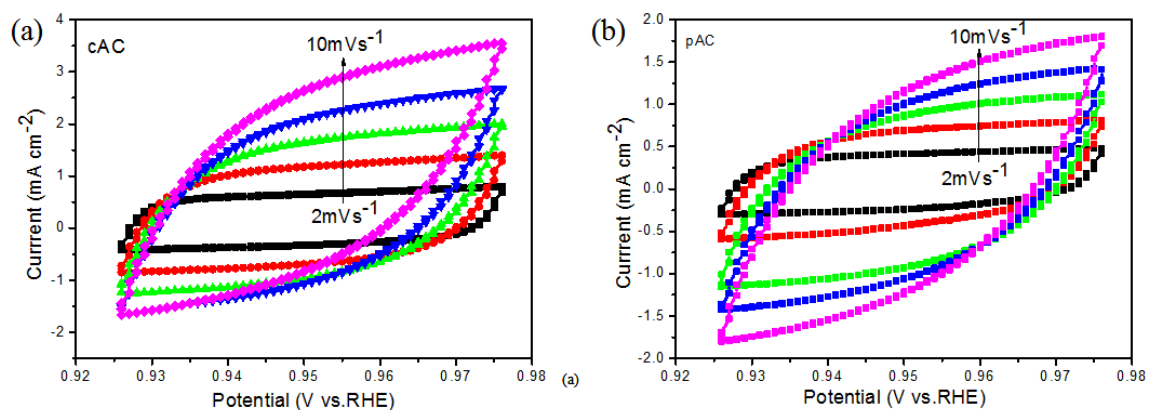 (a)
cAC
10mVs⁻¹
2mVs⁻¹
Currrent (mA cm⁻²)
4
3
2
1
0
-1
-2
0.92 0.93 0.94 0.95 0.96 0.97 0.98
Potential (V vs.RHE)
(a)
(b)
pAC
10mVs⁻¹
2mVs⁻¹
Currrent (mA cm⁻²)
2.0
1.5
1.0
0.5
0.0
-0.5
-1.0
-1.5
-2.0
0.92 0.93 0.94 0.95 0.96 0.97 0.98
Potential (V vs.RHE)